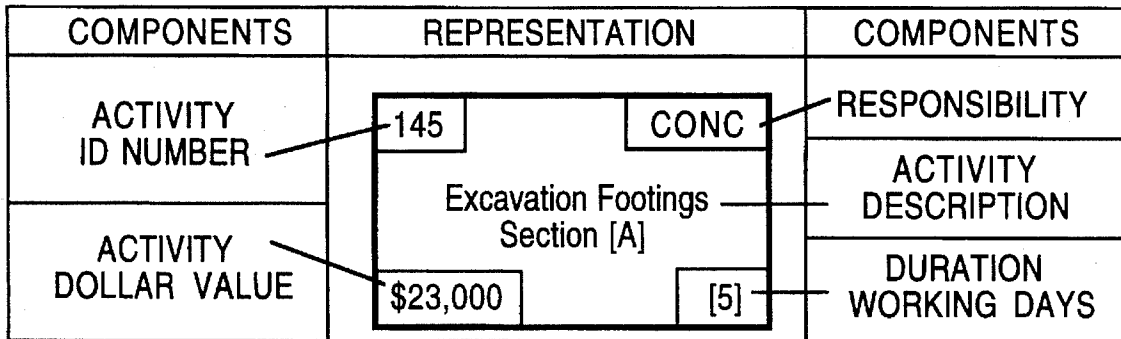 COMPONENTS
REPRESENTATION
COMPONENTS
ACTIVITY
ID NUMBER
145
CONC
RESPONSIBILITY
Excavation Footings
Section [A]
ACTIVITY
DESCRIPTION
ACTIVITY
DOLLAR VALUE
$23,000
[5]
DURATION
WORKING DAYS